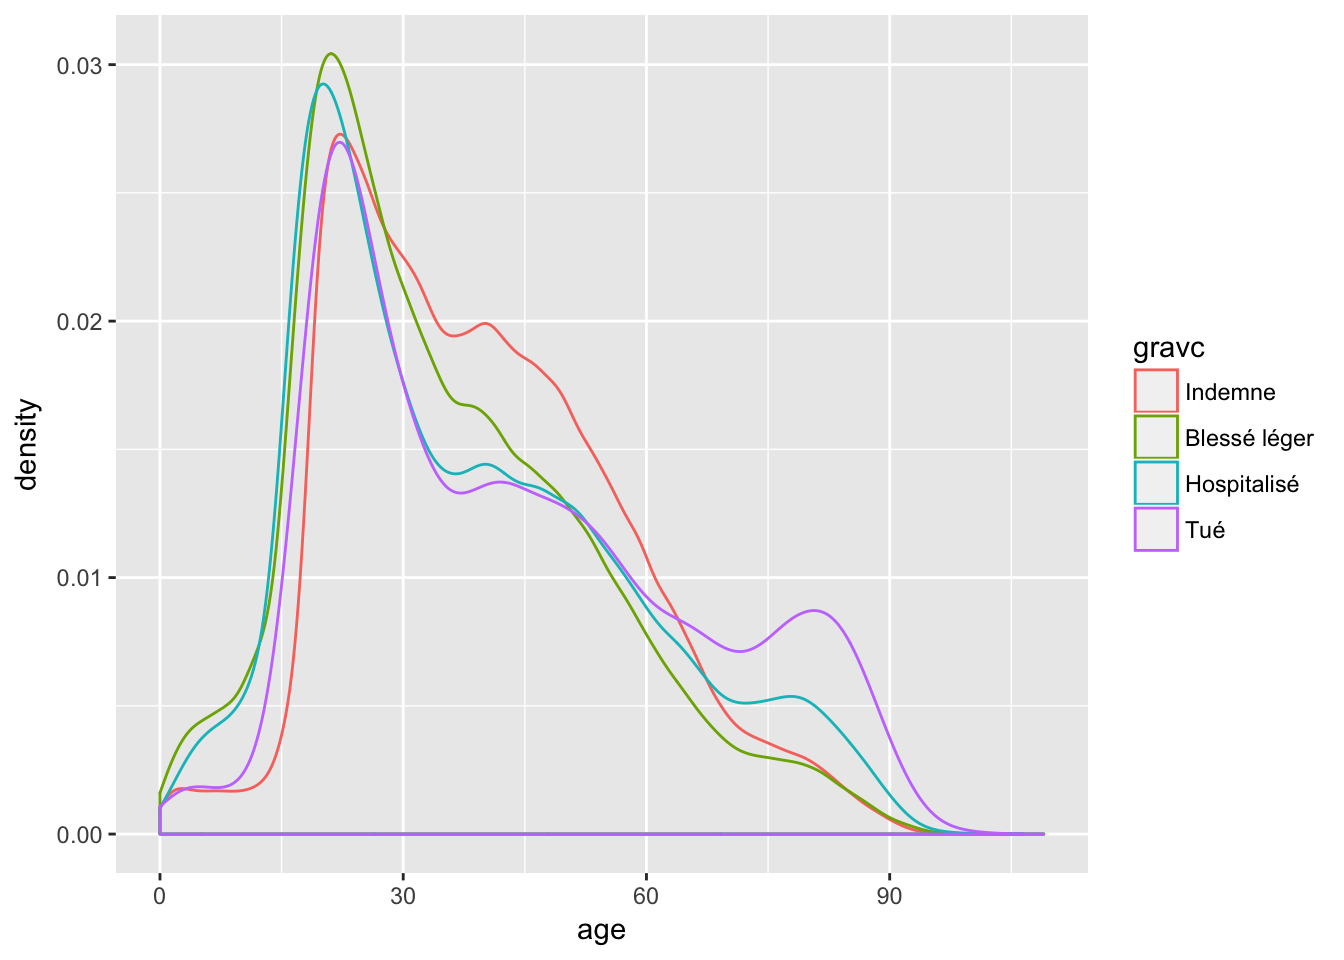 0.03
0.02
0.01
0.00
density
0
30
60
90
age
gravc
Indemne
Blessé léger
Hospitalisé
Tué